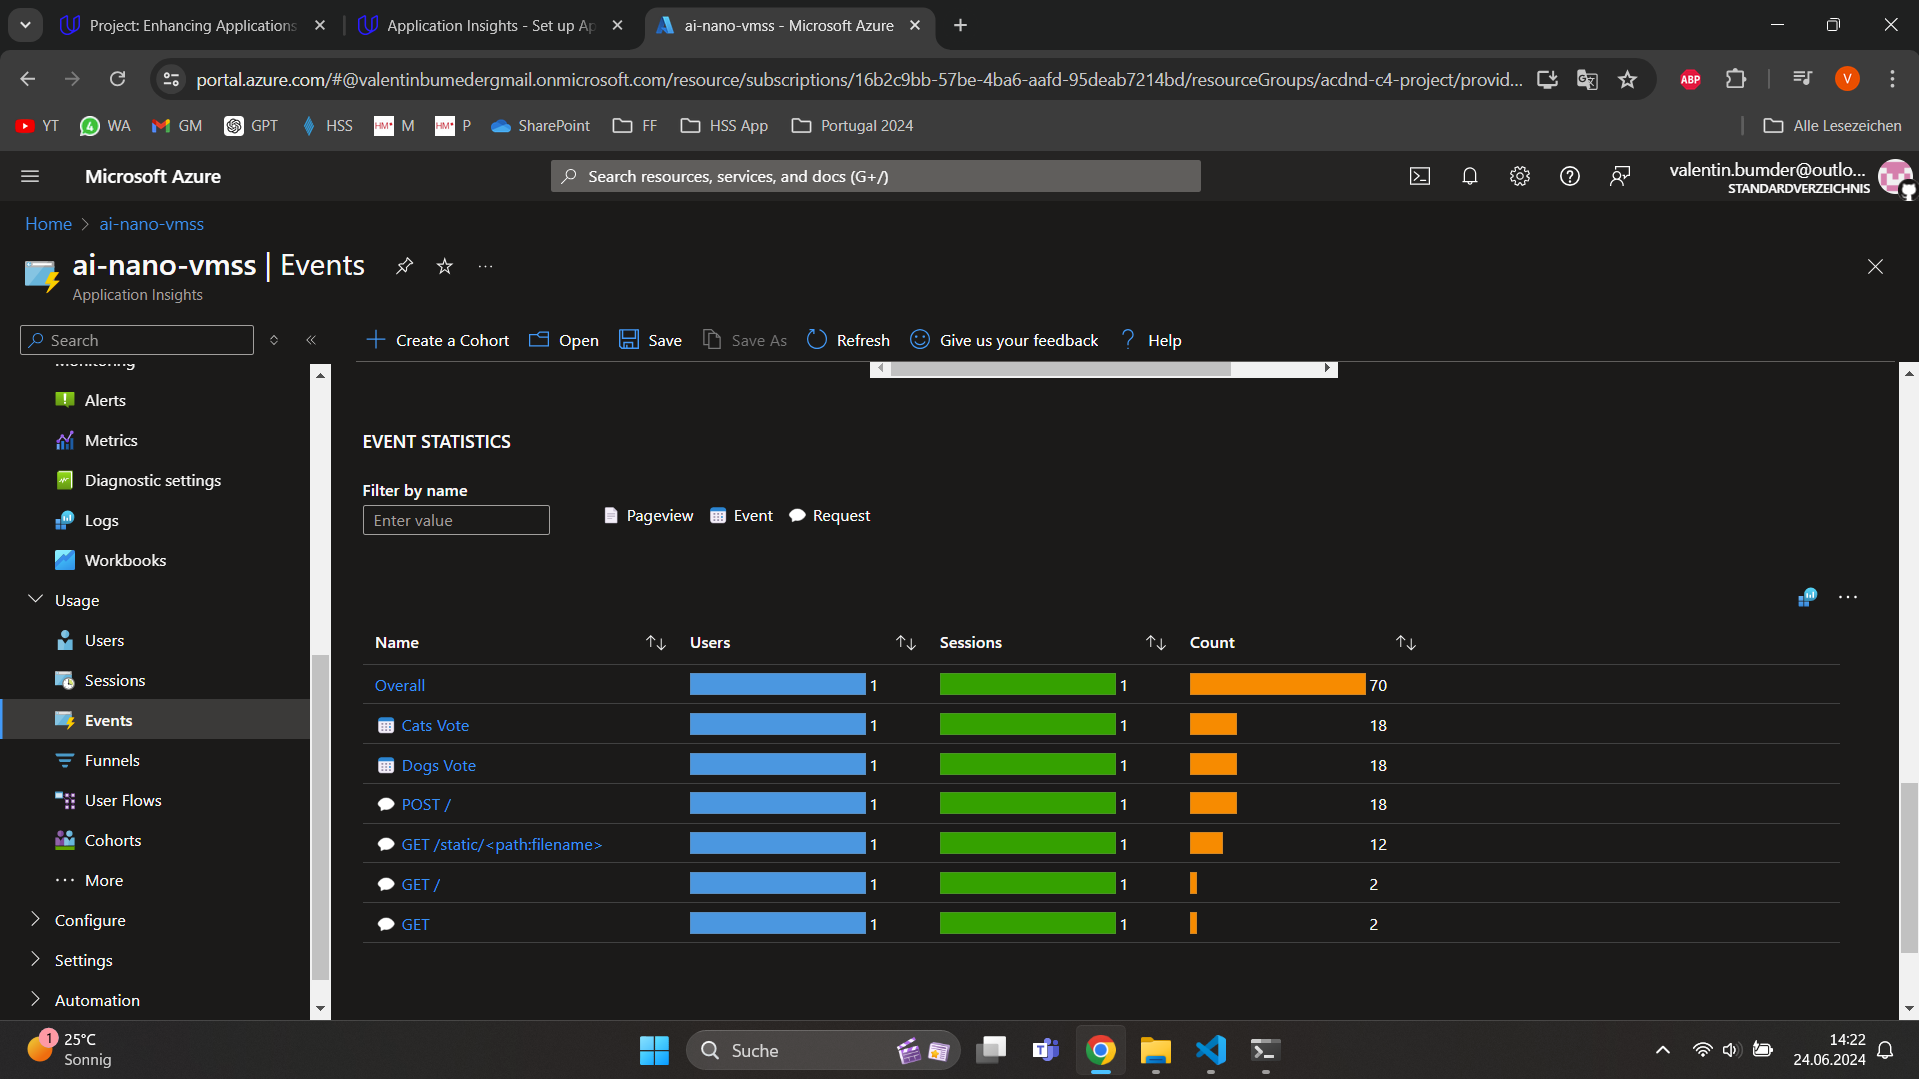 Project: Enhancing Applications
Application Insights - Set up Ap
ai-nano-vmss - Microsoft Azure
portal.azure.com/#@valentinbumedergmail.onmicrosoft.com/resource/subscriptions/16b2c9bb-57be-4ba6-aafd-95deab7214bd/resourceGroups/acdnd-c4-project/provid...
ABP
V
YT
4 WA
GM
GPT
HSS
HM M
HM P
SharePoint
FF
HSS App
Portugal 2024
Alle Lesezeichen
Microsoft Azure
Search resources, services, and docs (G+/)
valentin.bumder@outlo...
STANDARDVERZEICHNIS
Home > ai-nano-vmss
ai-nano-vmss | Events
Application Insights
Search
Create a Cohort
Open
Save
Save As
Refresh
Give us your feedback
? Help
Monitoring
Alerts
Metrics
Diagnostic settings
Logs
Workbooks
Usage
Users
Sessions
Events
Funnels
User Flows
Cohorts
More
Configure
Settings
Automation
EVENT STATISTICS
Filter by name
Enter value
Pageview
Event
Request
Name Users Sessions Count
Overall 1 1 70
Cats Vote 1 1 18
Dogs Vote 1 1 18
POST / 1 1 18
GET /static/<path:filename> 1 1 12
GET / 1 1 2
GET 1 1 2
1
25°C
Sonnig
Suche
14:22
24.06.2024